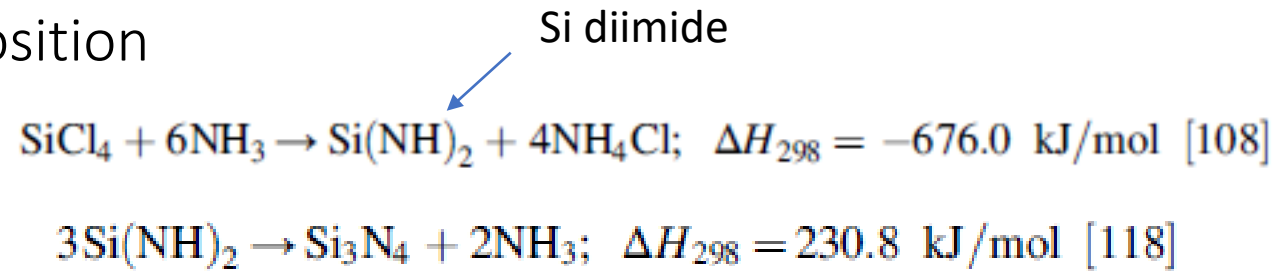 Si diimide
osition
SiCl₄ + 6NH₃ → Si(NH)₂ + 4NH₄Cl; ΔH₂₉₈ = −676.0 kJ/mol [108]
3Si(NH)₂ → Si₃N₄ + 2NH₃; ΔH₂₉₈ = 230.8 kJ/mol [118]